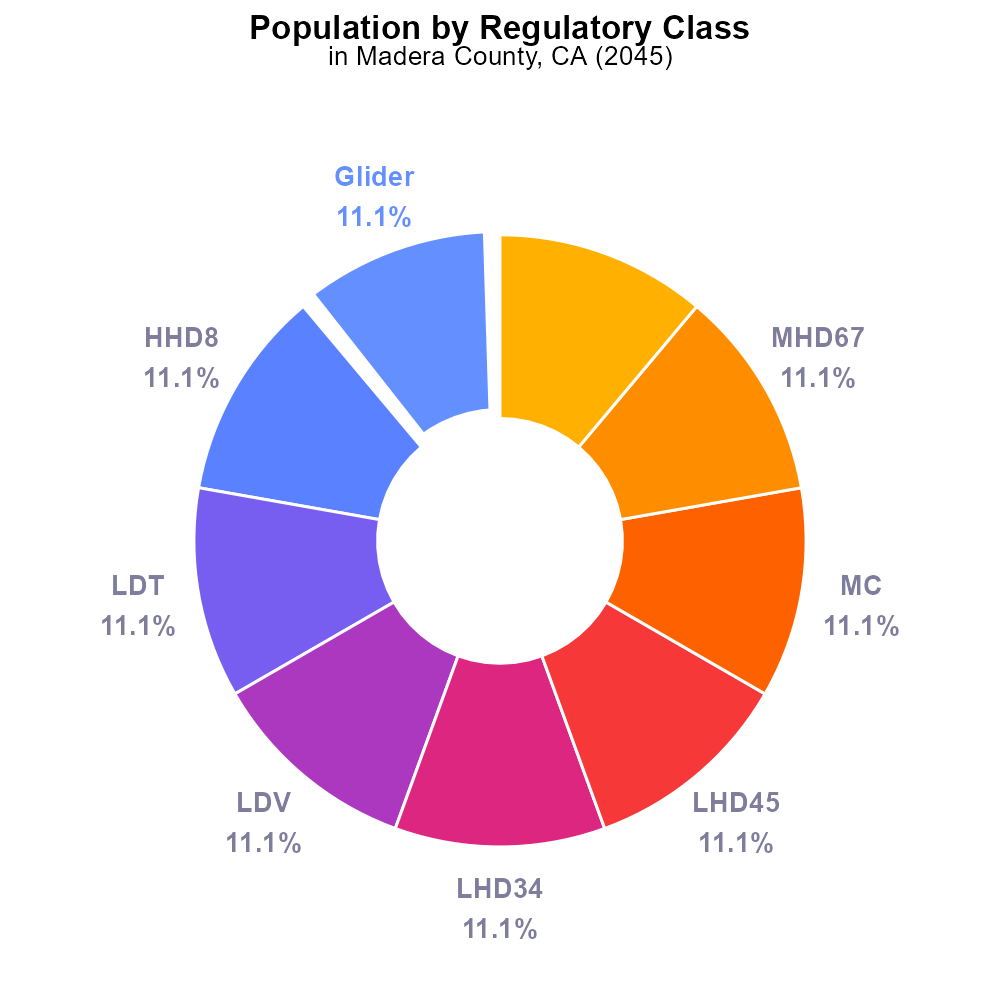 Population by Regulatory Class
in Madera County, CA (2045)
Glider
11.1%
HHD8
11.1%
MHD67
11.1%
LDT
11.1%
MC
11.1%
LDV
11.1%
LHD45
11.1%
LHD34
11.1%